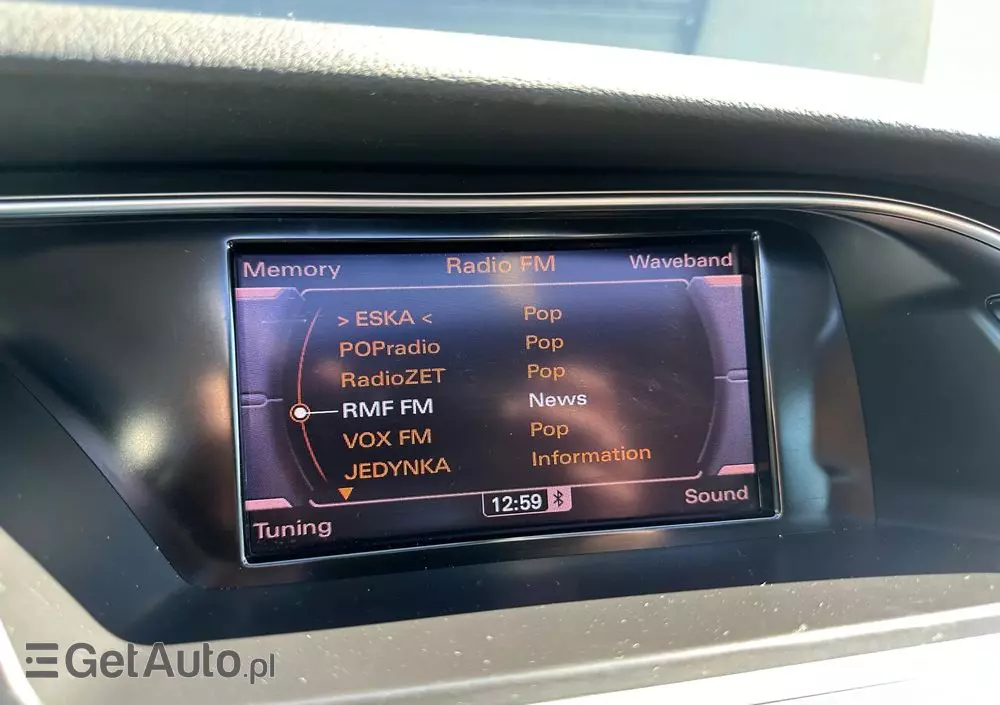 Memory Radio FM Waveband
> ESKA < Pop
POPradio Pop
RadioZET Pop
RMF FM News
VOX FM Pop
JEDYNKA Information
12:59
Tuning Sound
GetAuto.pl